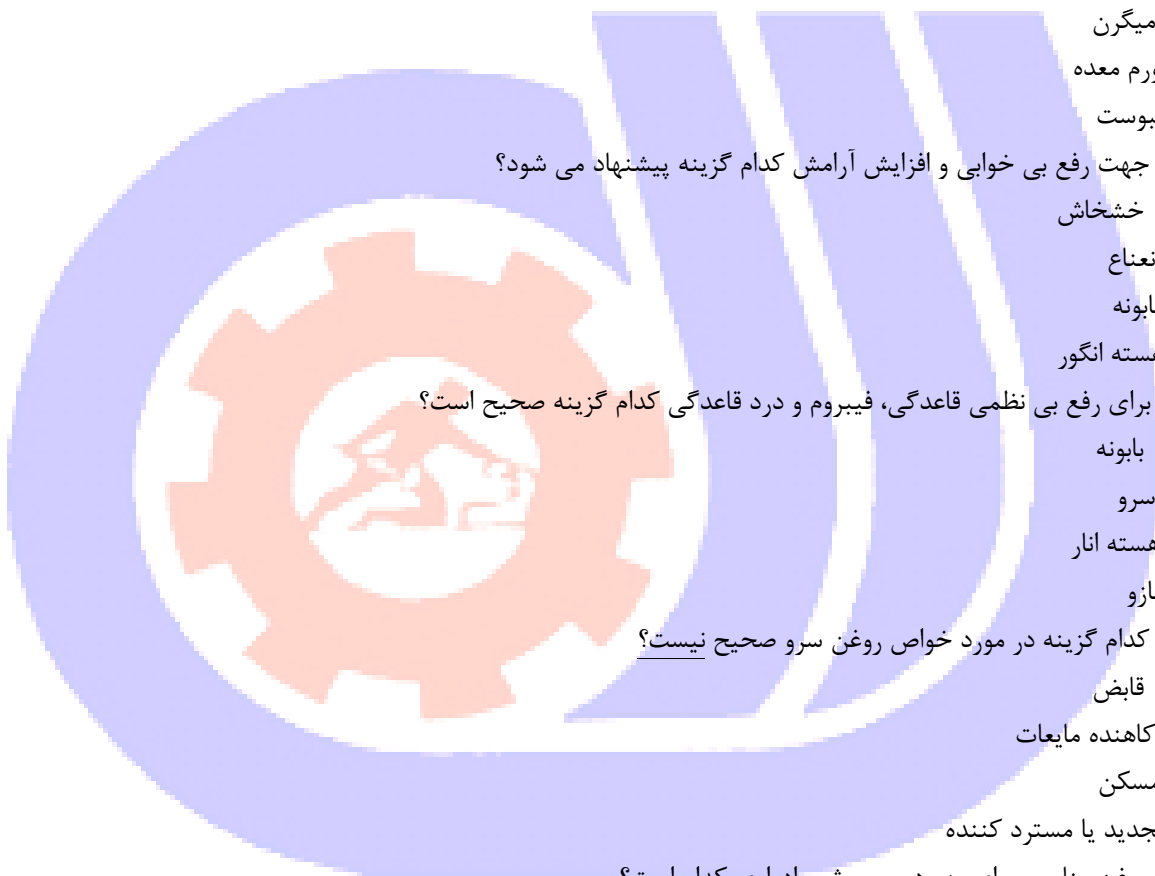 میگرن
ورم معده
یبوست
جهت رفع بی خوابی و افزایش آرامش کدام گزینه پیشنهاد می شود؟
خشخاش
نعناع
بابونه
هسته انگور
برای رفع بی نظمی قاعدگی، فیبروم و درد قاعدگی کدام گزینه صحیح است؟
بابونه
سرو
هسته انار
مازو
کدام گزینه در مورد خواص روغن سرو صحیح نیست؟
قابض
کاهنده مایعات
مسکن
تجدید یا مسترد کننده